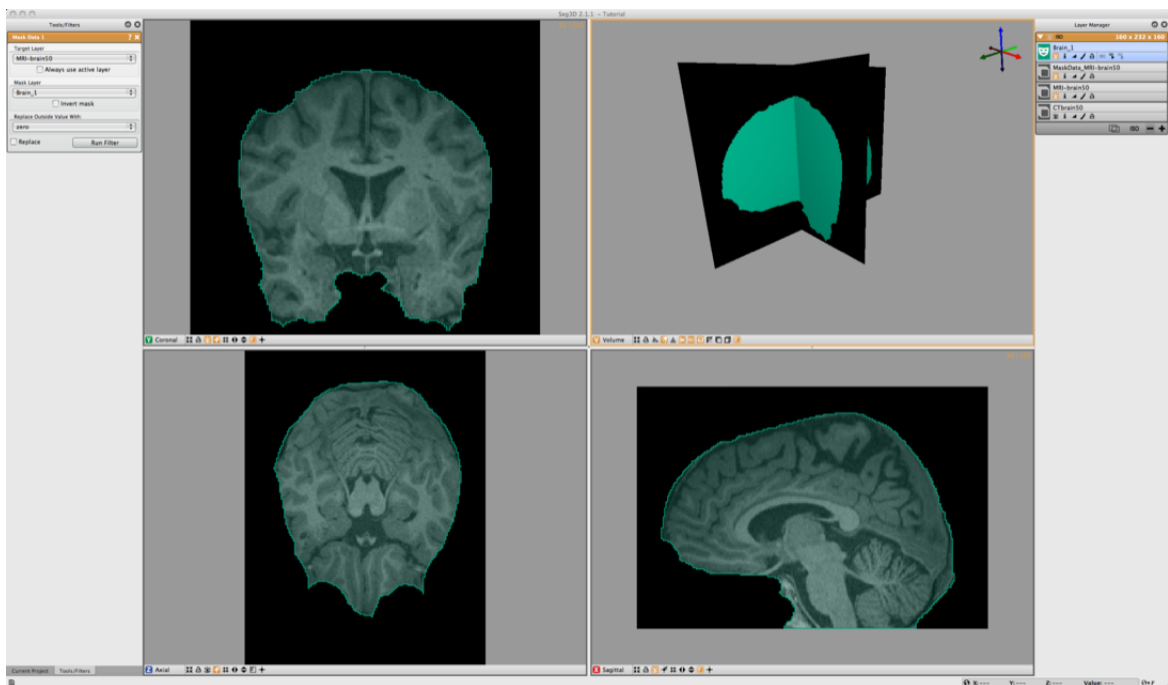 Seg3D 2.1.1 - Tutorial
Tools/Filters
Mask Data 1
Target Layer
MRI-brain50
Always use active layer
Mask Layer
Brain_1
Invert mask
Replace Outside Value With:
zero
Replace
Run Filter
Current Project
Tools/Filters
Coronal
Volume
Axial
Sagittal
Layer Manager
160 x 232 x 160
Brain_1
MaskData_MRI-brain50
MRI-brain50
CTbrain50
X: ---
Y: ---
Z: ---
Value: ---